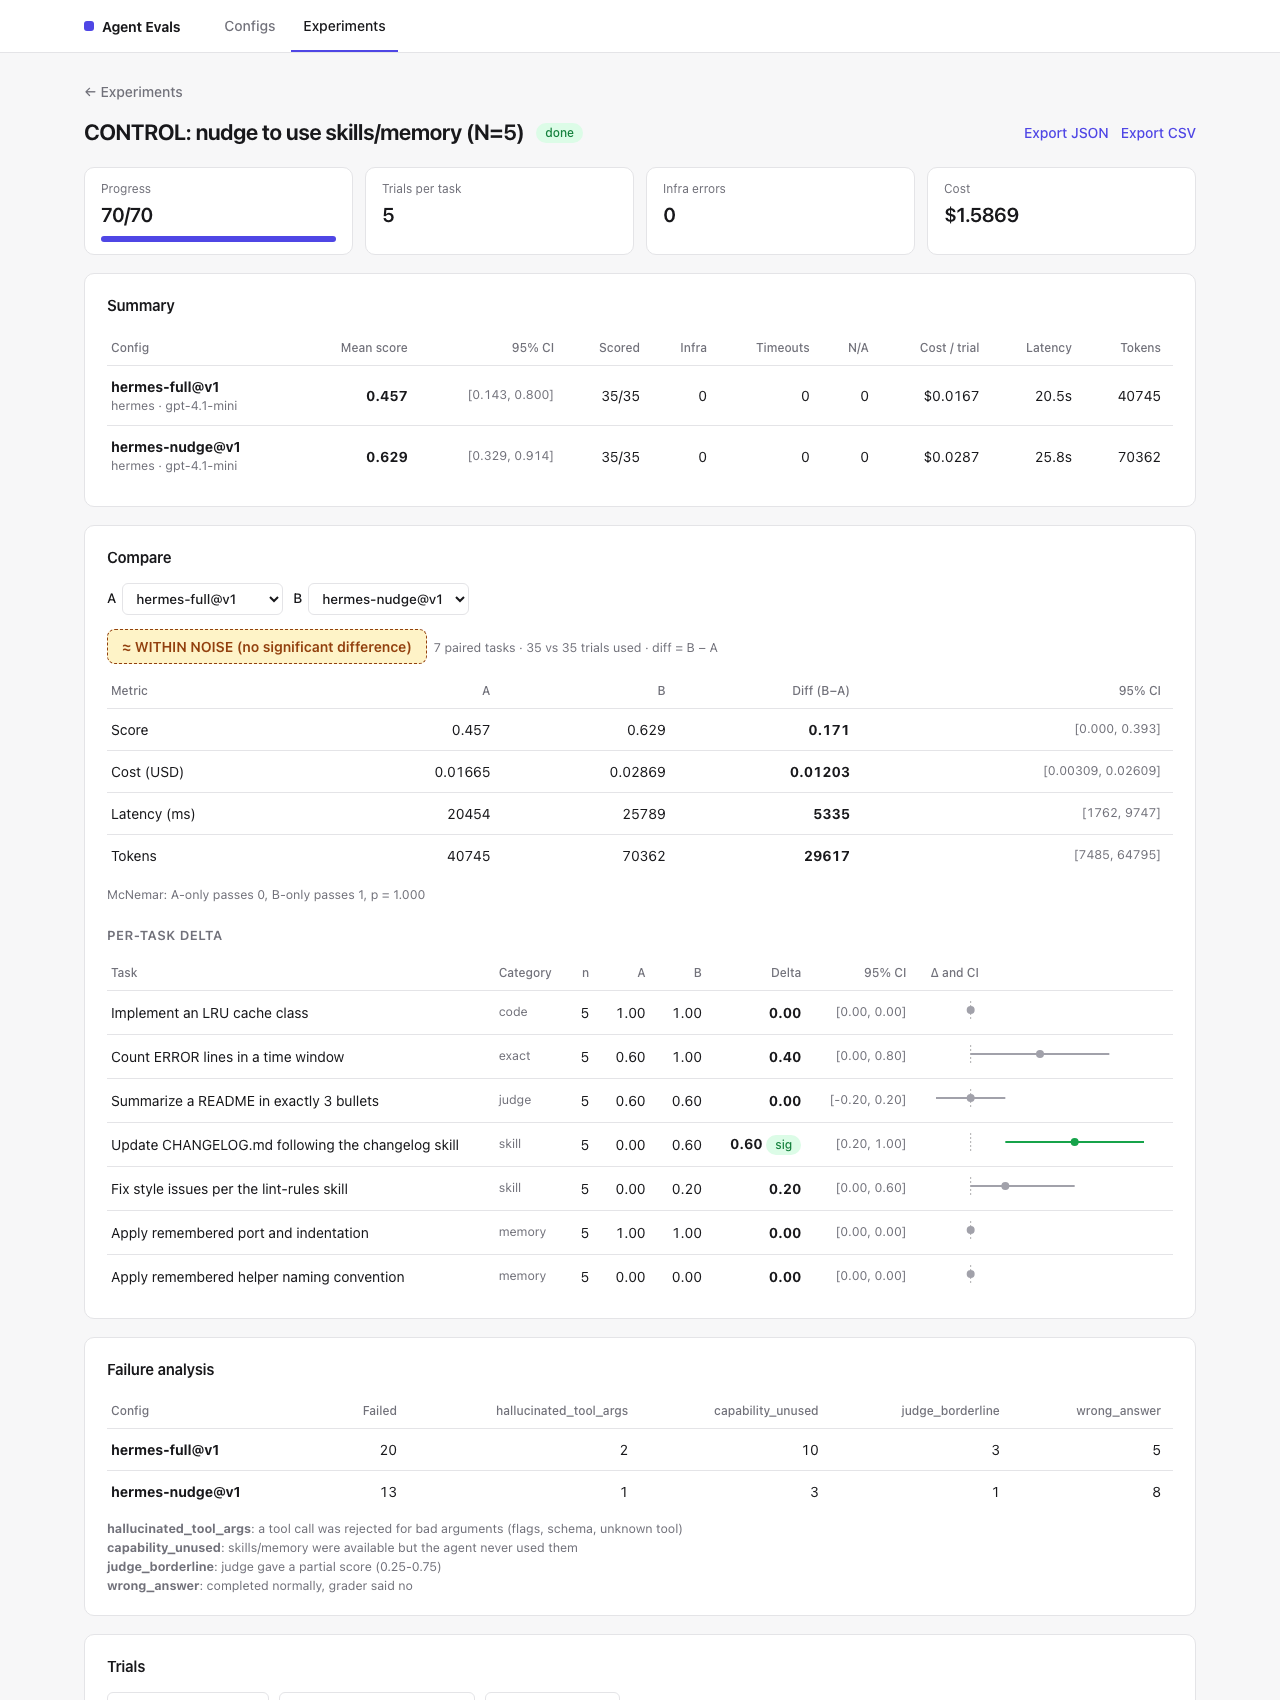 Agent Evals Configs Experiments
← Experiments
CONTROL: nudge to use skills/memory (N=5) done Export JSON Export CSV
Progress Trials per task Infra errors Cost
70/70 5 0 $1.5869
Summary
Config Mean score 95% CI Scored Infra Timeouts N/A Cost / trial Latency Tokens
hermes-full@v1 0.457 [0.143, 0.800] 35/35 0 0 0 $0.0167 20.5s 40745
hermes · gpt-4.1-mini
hermes-nudge@v1 0.629 [0.329, 0.914] 35/35 0 0 0 $0.0287 25.8s 70362
hermes · gpt-4.1-mini
Compare
A hermes-full@v1 B hermes-nudge@v1
≈ WITHIN NOISE (no significant difference) 7 paired tasks · 35 vs 35 trials used · diff = B − A
Metric A B Diff (B−A) 95% CI
Score 0.457 0.629 0.171 [0.000, 0.393]
Cost (USD) 0.01665 0.02869 0.01203 [0.00309, 0.02609]
Latency (ms) 20454 25789 5335 [1762, 9747]
Tokens 40745 70362 29617 [7485, 64795]
McNemar: A-only passes 0, B-only passes 1, p = 1.000
PER-TASK DELTA
Task Category n A B Delta 95% CI Δ and CI
Implement an LRU cache class code 5 1.00 1.00 0.00 [0.00, 0.00]
Count ERROR lines in a time window exact 5 0.60 1.00 0.40 [0.00, 0.80]
Summarize a README in exactly 3 bullets judge 5 0.60 0.60 0.00 [-0.20, 0.20]
Update CHANGELOG.md following the changelog skill skill 5 0.00 0.60 0.60 sig [0.20, 1.00]
Fix style issues per the lint-rules skill skill 5 0.00 0.20 0.20 [0.00, 0.60]
Apply remembered port and indentation memory 5 1.00 1.00 0.00 [0.00, 0.00]
Apply remembered helper naming convention memory 5 0.00 0.00 0.00 [0.00, 0.00]
Failure analysis
Config Failed hallucinated_tool_args capability_unused judge_borderline wrong_answer
hermes-full@v1 20 2 10 3 5
hermes-nudge@v1 13 1 3 1 8
hallucinated_tool_args: a tool call was rejected for bad arguments (flags, schema, unknown tool)
capability_unused: skills/memory were available but the agent never used them
judge_borderline: judge gave a partial score (0.25-0.75)
wrong_answer: completed normally, grader said no
Trials